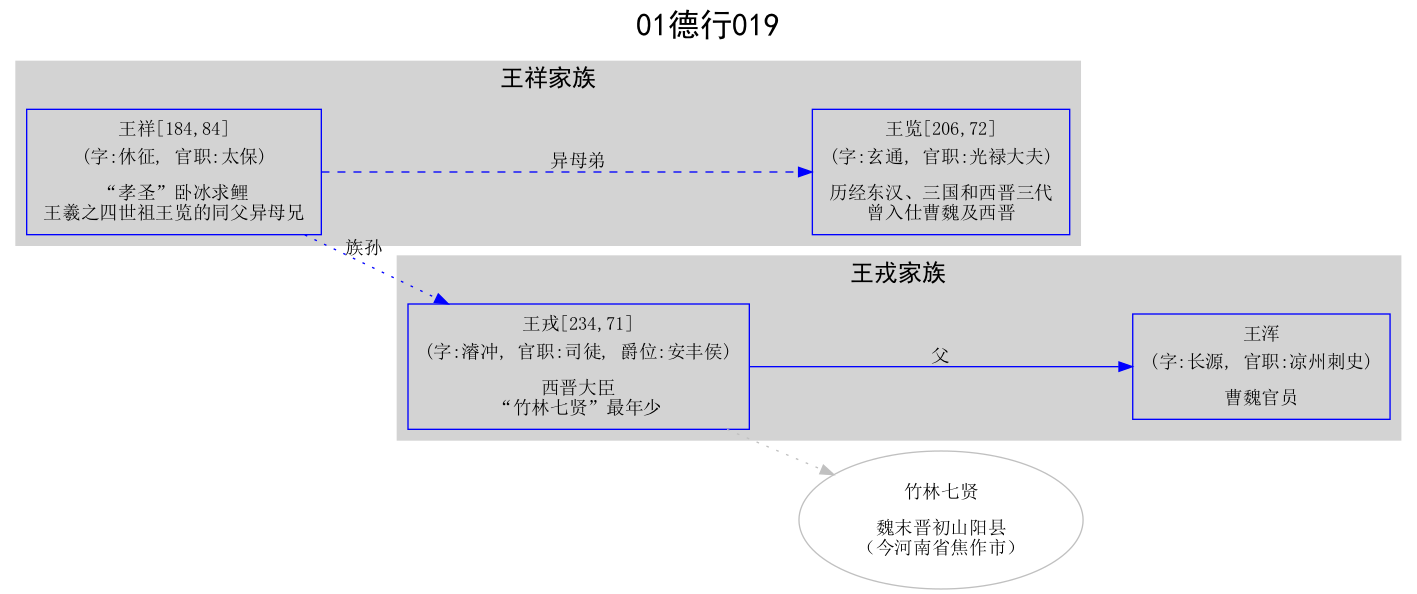 01德行019
王祥家族
王祥[184,84]
(字:休征, 官职:太保)
“孝圣”卧冰求鲤
王羲之四世祖王览的同父异母兄
异母弟
王览[206,72]
(字:玄通, 官职:光禄大夫)
历经东汉、三国和西晋三代
曾入仕曹魏及西晋
族孙
王戎家族
王戎[234,71]
(字:濬冲, 官职:司徒, 爵位:安丰侯)
西晋大臣
“竹林七贤”最年少
父
王浑
(字:长源, 官职:凉州刺史)
曹魏官员
竹林七贤
魏末晋初山阳县
（今河南省焦作市）